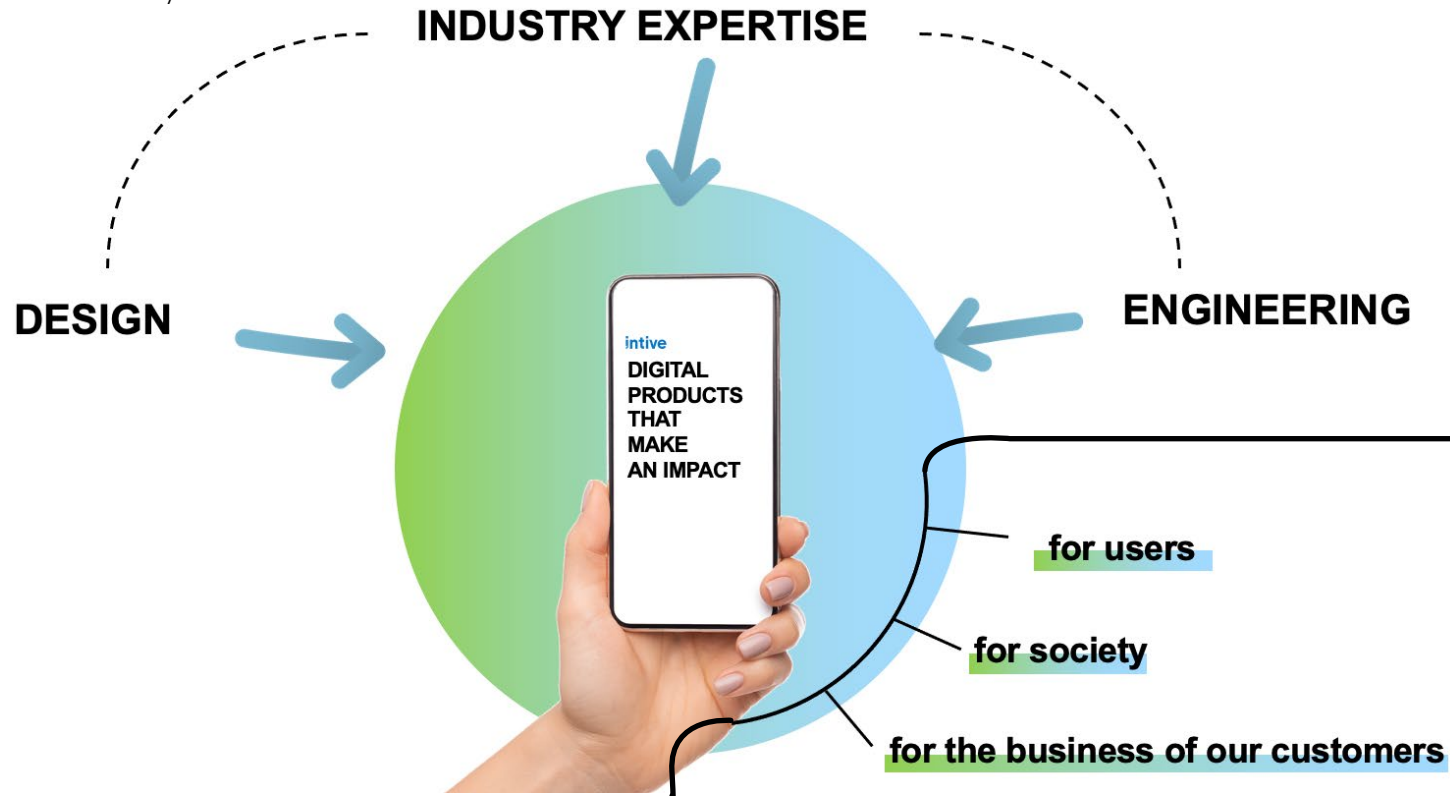 INDUSTRY EXPERTISE
DESIGN
ENGINEERING
intive
DIGITAL
PRODUCTS
THAT
MAKE
AN IMPACT
for users
for society
for the business of our customers